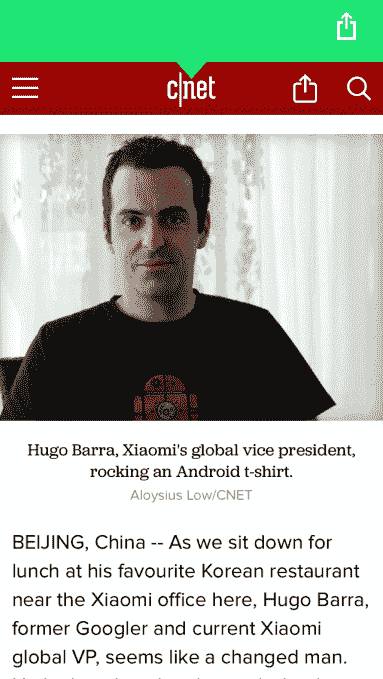 c|net
Hugo Barra, Xiaomi's global vice president,
rocking an Android t-shirt.
Aloysius Low/CNET
BEIJING, China -- As we sit down for
lunch at his favourite Korean restaurant
near the Xiaomi office here, Hugo Barra,
former Googler and current Xiaomi
global VP, seems like a changed man.